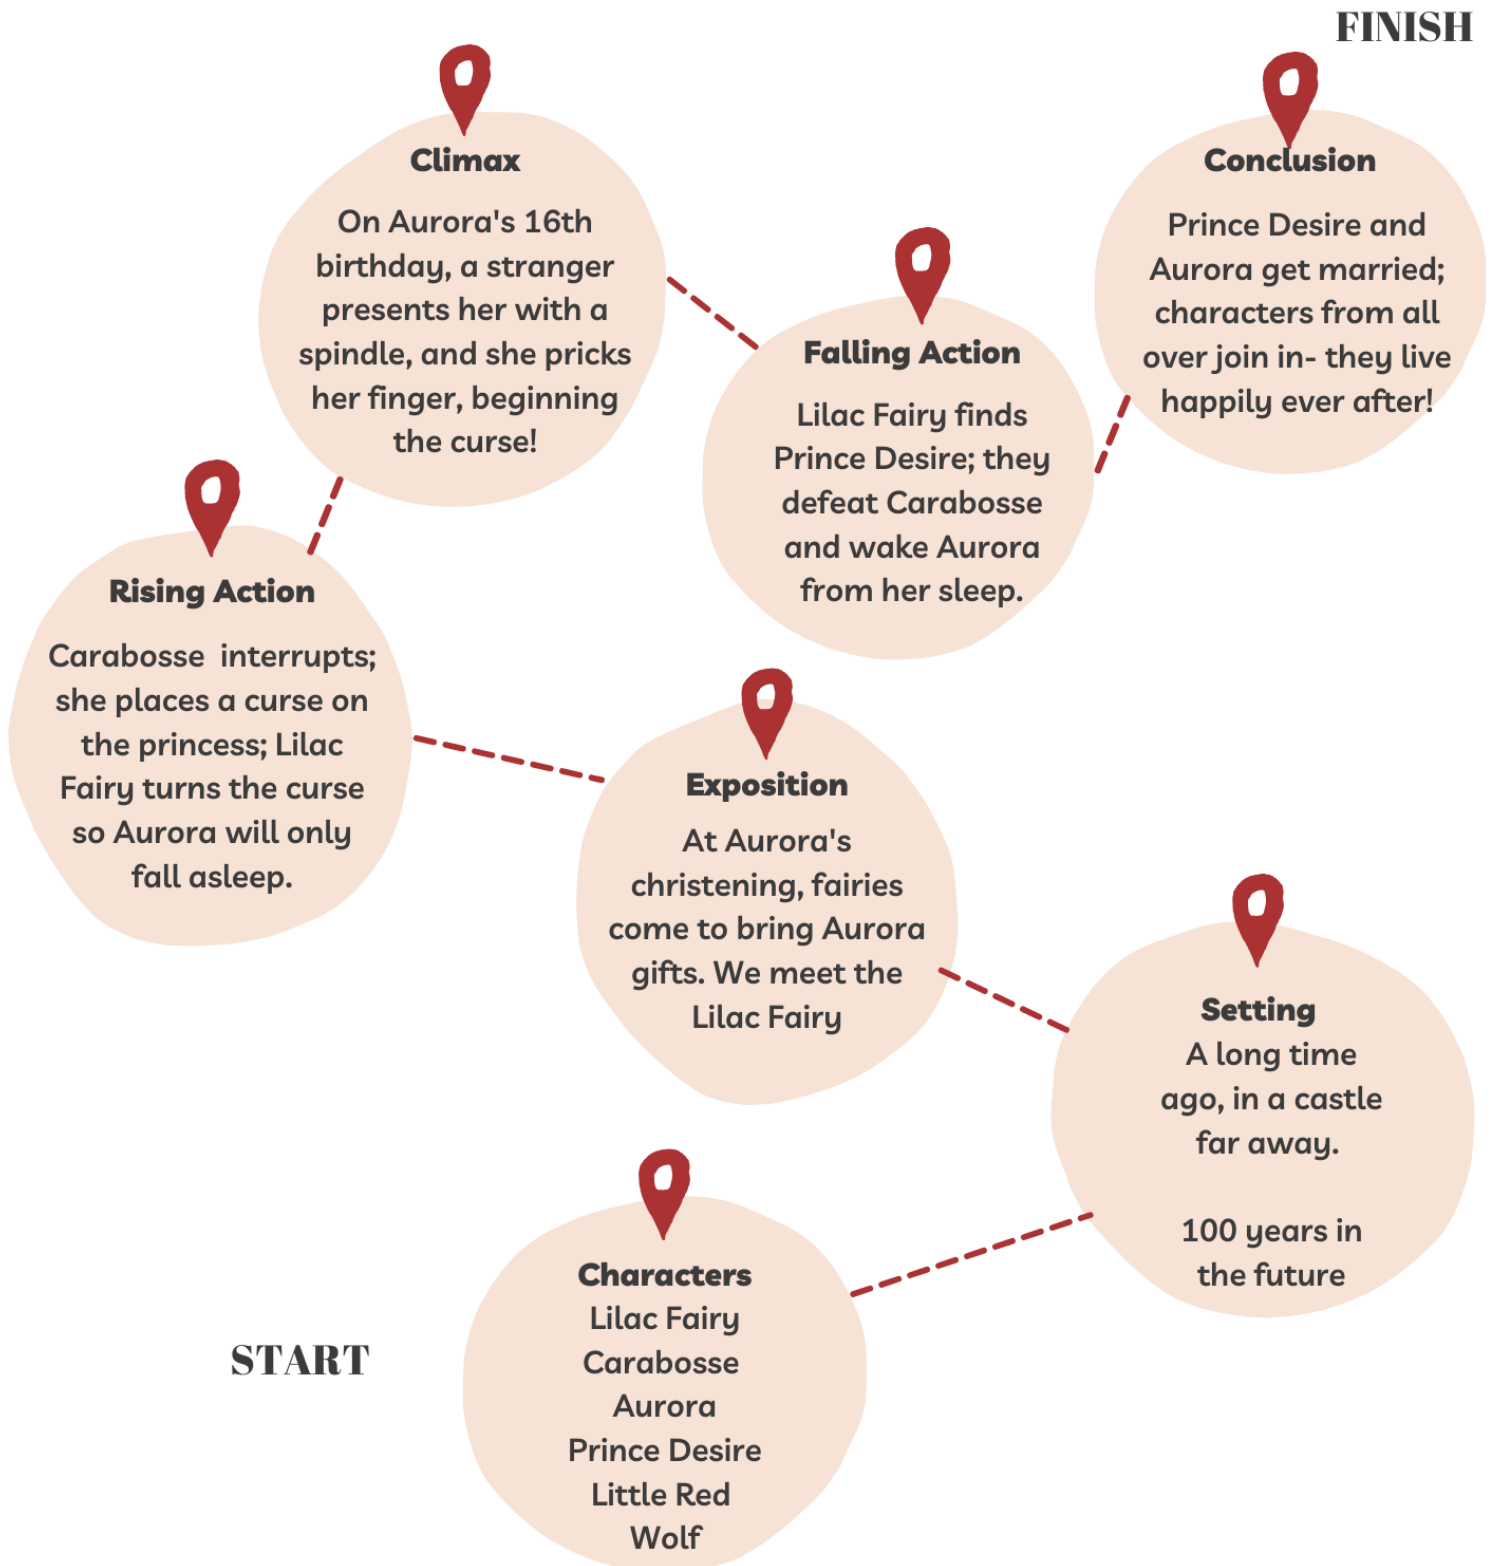 FINISH
Climax
On Aurora's 16th
birthday, a stranger
presents her with a
spindle, and she pricks
her finger, beginning
the curse!
Conclusion
Prince Desire and
Aurora get married;
characters from all
over join in- they live
happily ever after!
Falling Action
Lilac Fairy finds
Prince Desire; they
defeat Carabosse
and wake Aurora
from her sleep.
Rising Action
Carabosse  interrupts;
she places a curse on
the princess; Lilac
Fairy turns the curse
so Aurora will only
fall asleep.
Exposition
At Aurora's
christening, fairies
come to bring Aurora
gifts. We meet the
Lilac Fairy
Setting
A long time
ago, in a castle
far away.
100 years in
the future
START
Characters
Lilac Fairy
Carabosse
Aurora
Prince Desire
Little Red
Wolf